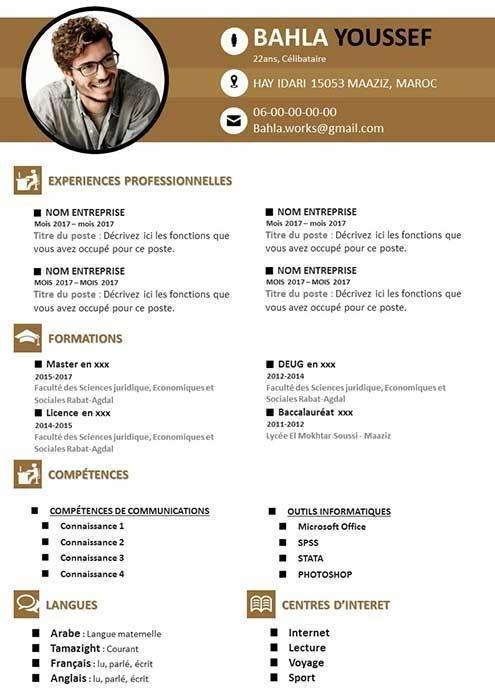 BAHLA YOUSSEF
22ans, Célibataire
HAY IDARI 15053 MAAZIZ, MAROC
06-00-00-00-00
Bahla.works@gmail.com
EXPERIENCES PROFESSIONNELLES
NOM ENTREPRISE
Mois 2017 – mois 2017
Titre du poste : Décrivez ici les fonctions que
vous avez occupé pour ce poste.
NOM ENTREPRISE
MOIS 2017 – MOIS 2017
Titre du poste : Décrivez ici les fonctions que
vous avez occupé pour ce poste.
NOM ENTREPRISE
Mois 2017 – mois 2017
Titre du poste : Décrivez ici les fonctions que
vous avez occupé pour ce poste.
NOM ENTREPRISE
MOIS 2017 – MOIS 2017
Titre du poste : Décrivez ici les fonctions que
vous avez occupé pour ce poste.
FORMATIONS
Master en xxx
2015-2017
Faculté des Sciences juridique, Economiques et
Sociales Rabat-Agdal
Licence en xxx
2014-2015
Faculté des Sciences juridique, Economiques et
Sociales Rabat-Agdal
DEUG en xxx
2012-2014
Faculté des Sciences juridique, Economiques et
Sociales Rabat-Agdal
Baccalauréat xxx
2011-2012
Lycée El Mokhtar Soussi - Maaziz
COMPÉTENCES
COMPÉTENCES DE COMMUNICATIONS
Connaissance 1
Connaissance 2
Connaissance 3
Connaissance 4
OUTILS INFORMATIQUES
Microsoft Office
SPSS
STATA
PHOTOSHOP
LANGUES
Arabe : Langue maternelle
Tamazight : Courant
Français : lu, parlé, écrit
Anglais : lu, parlé, écrit
CENTRES D’INTERET
Internet
Lecture
Voyage
Sport